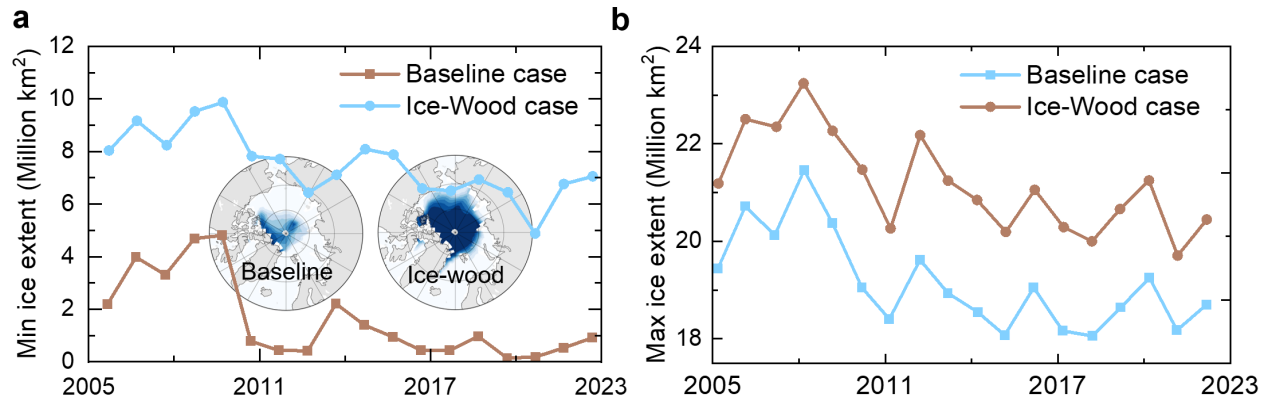 a
Min ice extent (Million km²)
12
10
8
6
4
2
0
Baseline case
Ice-Wood case
Baseline
Ice-wood
2005
2011
2017
2023
b
Max ice extent (Million km²)
24
22
20
18
Baseline case
Ice-Wood case
2005
2011
2017
2023